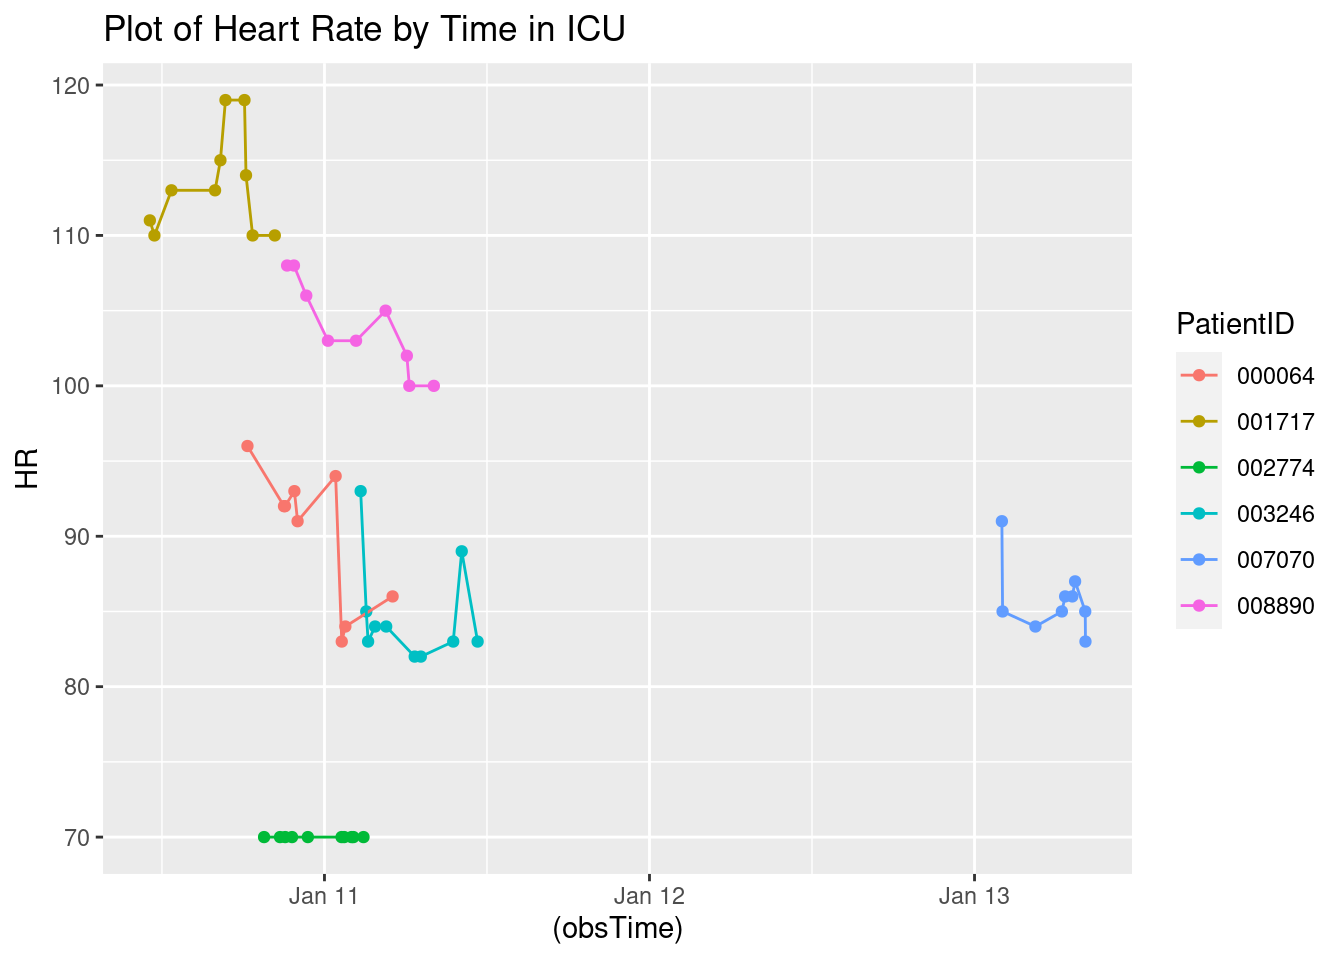 Plot of Heart Rate by Time in ICU
120
110
100
90
80
70
HR
Jan 11
Jan 12
Jan 13
(obsTime)
PatientID
000064
001717
002774
003246
007070
008890